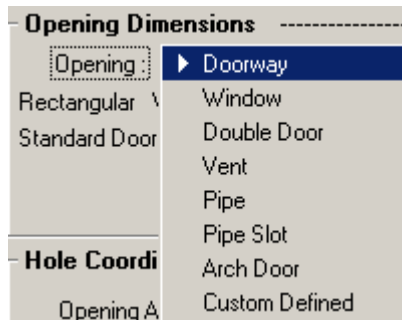 Opening Dimensions
Opening :
Doorway
Rectangular
Window
Standard Door
Double Door
Vent
Pipe
Pipe Slot
Hole Coordi
Arch Door
Opening A
Custom Defined